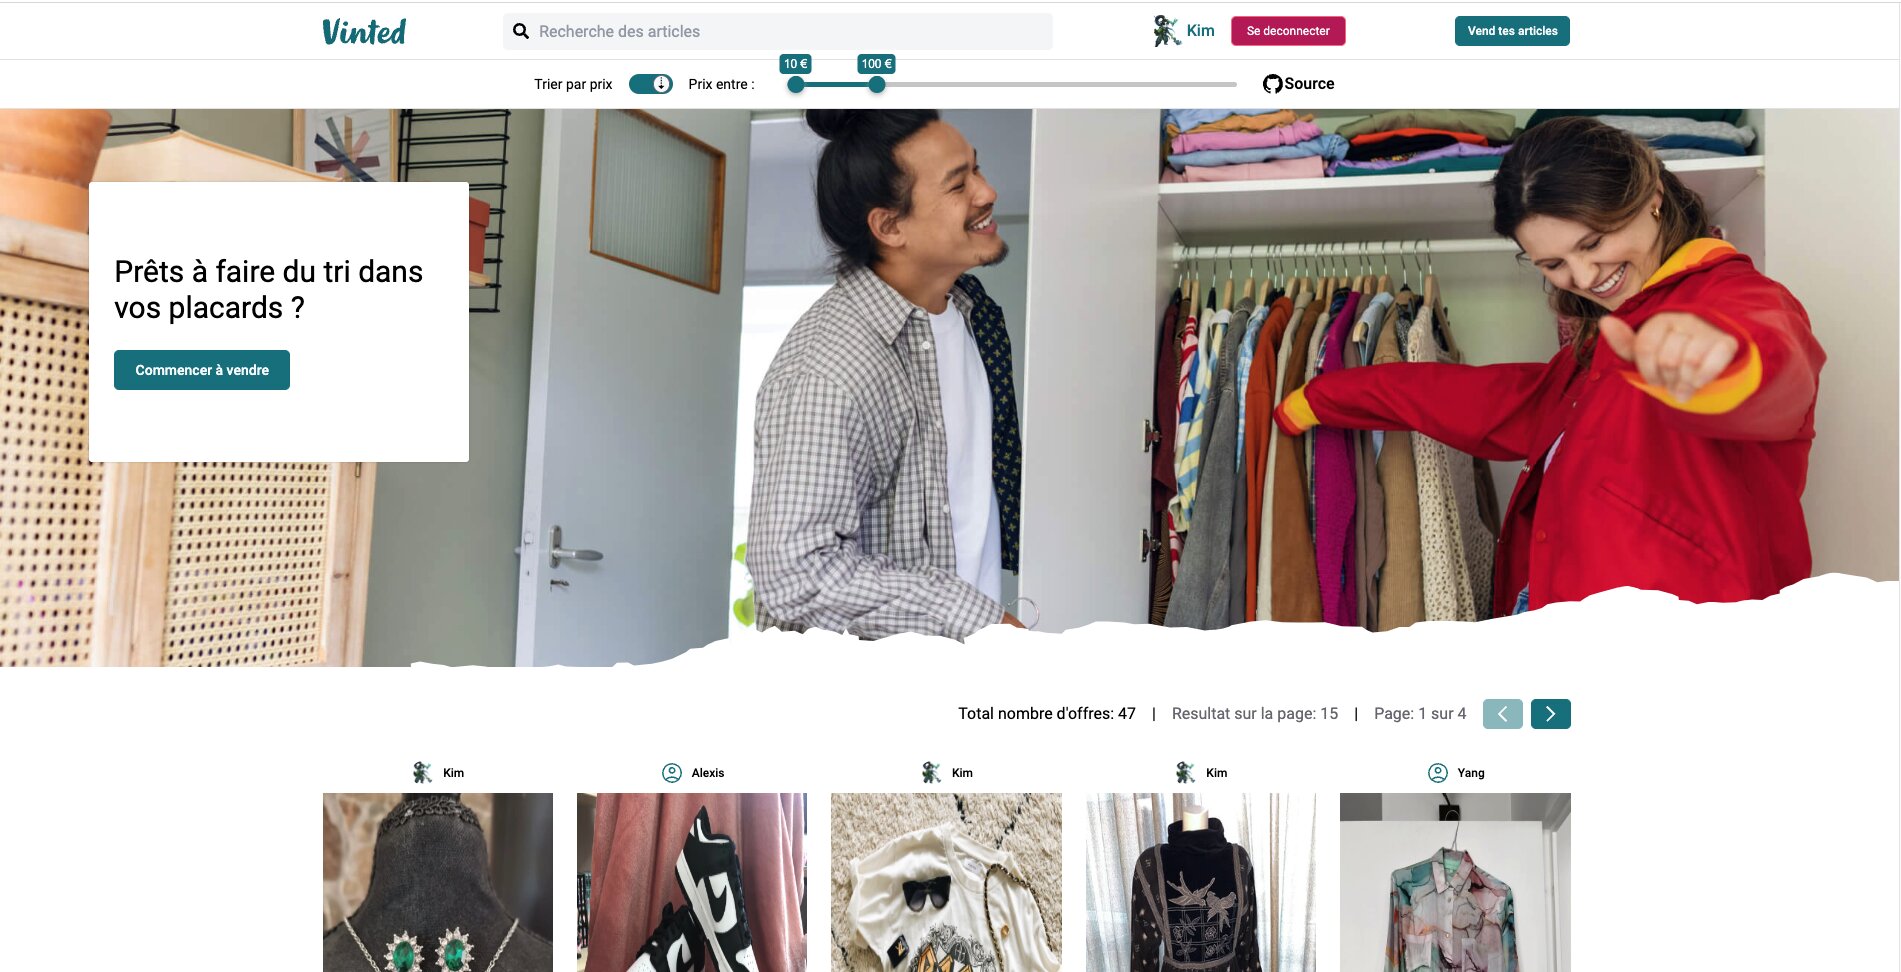 Vinted
Recherche des articles
Kim
Se deconnecter
Vend tes articles
10 €
100 €
Trier par prix
Prix entre :
Source
Prêts à faire du tri dans
vos placards ?
Commencer à vendre
Total nombre d'offres: 47 | Resultat sur la page: 15 | Page: 1 sur 4
Kim
Alexis
Kim
Kim
Yang